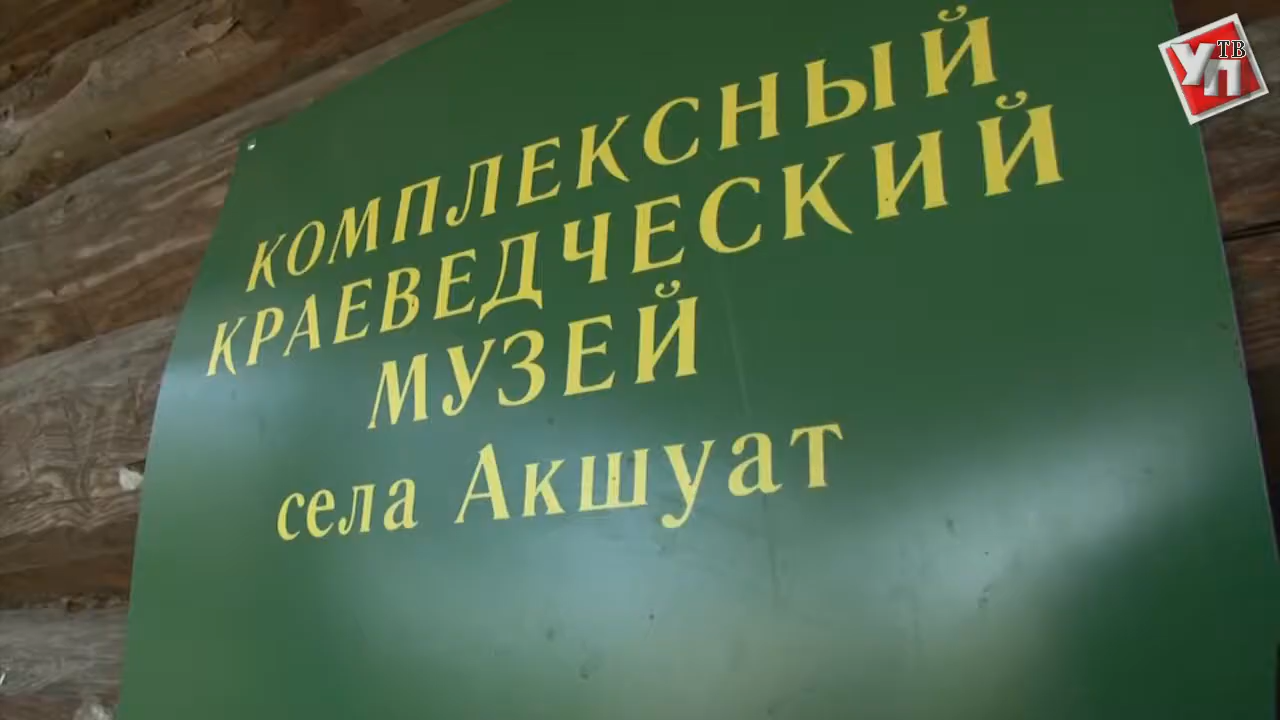 КОМПЛЕКСНЫЙ
КРАЕВЕДЧЕСКИЙ
МУЗЕЙ
села Акшуат
УП ТВ